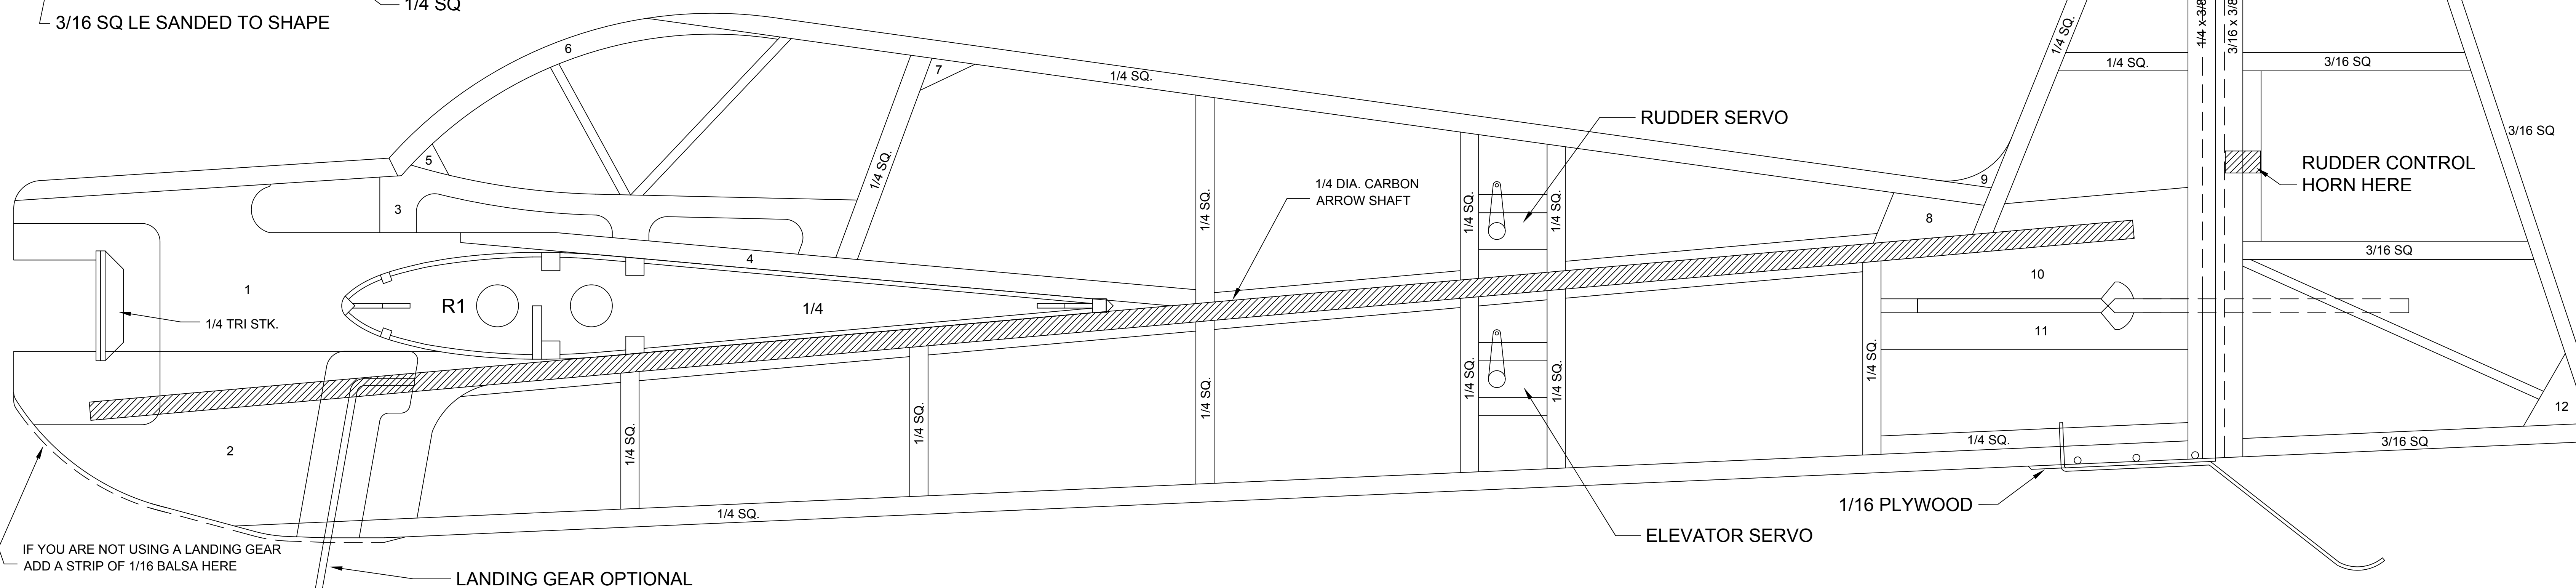 3/16 SQ LE SANDED TO SHAPE
1/4 SQ
6
7
1/4 SQ.
5
3
1/4 SQ.
4
1
R1
1/4
1/4 TRI STK.
2
1/4 SQ.
1/4 SQ.
1/4 SQ.
1/4 SQ.
1/4 DIA. CARBON
ARROW SHAFT
1/4 SQ.
1/4 SQ.
1/4 SQ.
1/4 SQ.
RUDDER SERVO
ELEVATOR SERVO
1/4 SQ.
IF YOU ARE NOT USING A LANDING GEAR
ADD A STRIP OF 1/16 BALSA HERE
LANDING GEAR OPTIONAL
1/4 SQ.
1/4 SQ.
1/4 x 3/8
3/16 x 3/8
3/16 SQ
3/16 SQ
RUDDER CONTROL
HORN HERE
9
8
10
11
3/16 SQ
1/4 SQ.
12
1/4 SQ.
3/16 SQ
1/16 PLYWOOD